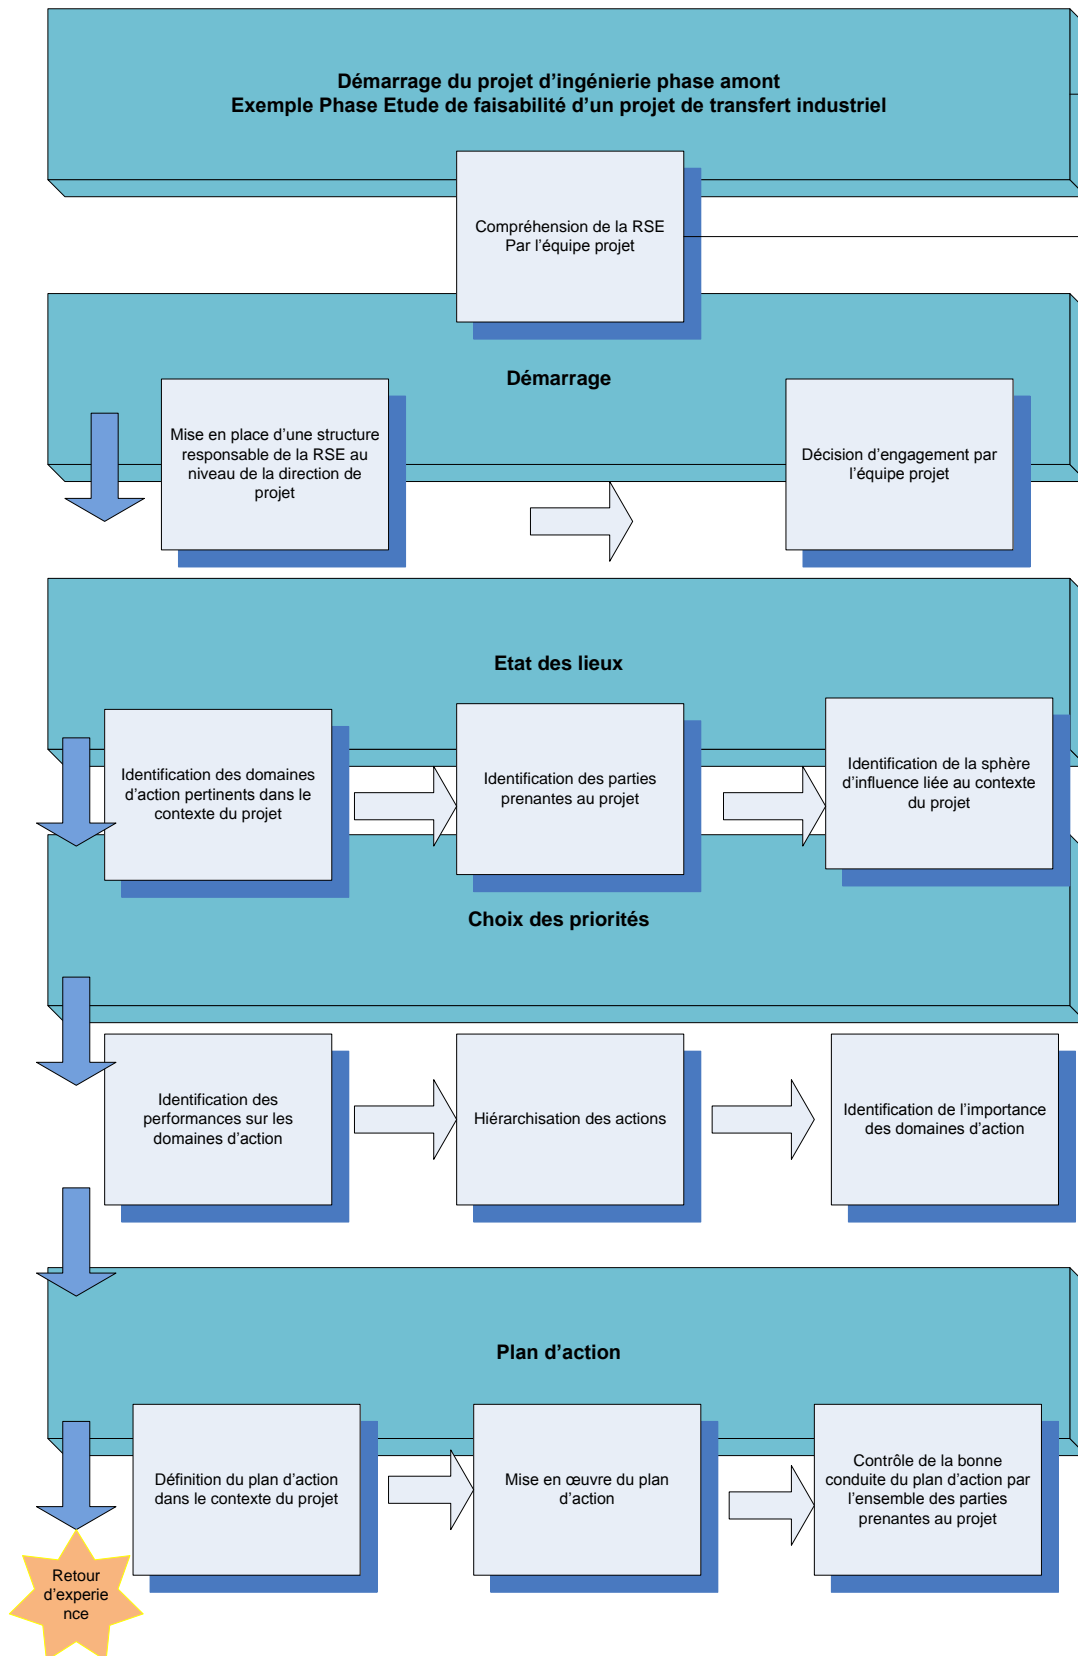 Démarrage du projet d'ingénierie phase amont
Exemple Phase Etude de faisabilité d'un projet de transfert industriel
Compréhension de la RSE
Par l'équipe projet
Démarrage
Mise en place d'une structure
responsable de la RSE au
niveau de la direction de
projet
Décision d'engagement par
l'équipe projet
Etat des lieux
Identification des domaines
d'action pertinents dans le
contexte du projet
Identification des parties
prenantes au projet
Identification de la sphère
d'influence liée au contexte
du projet
Choix des priorités
Identification des
performances sur les
domaines d'action
Hiérarchisation des actions
Identification de l'importance
des domaines d'action
Plan d'action
Définition du plan d'action
dans le contexte du projet
Mise en œuvre du plan
d'action
Contrôle de la bonne
conduite du plan d'action par
l'ensemble des parties
prenantes au projet
Retour
d'experie
nce